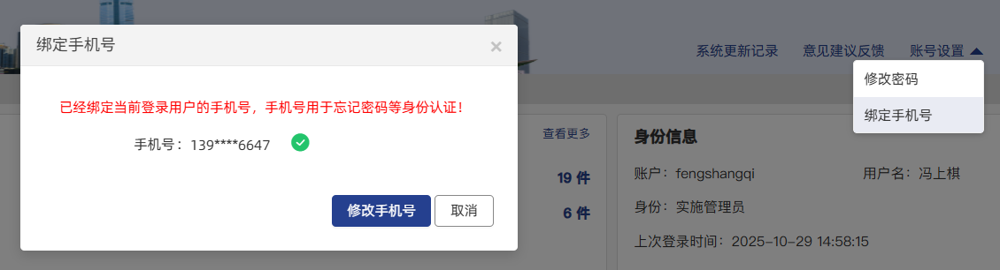 绑定手机号
×
已经绑定当前登录用户的手机号，手机号用于忘记密码等身份认证！
手机号：139****6647
修改手机号 取消
系统更新记录 意见建议反馈 账号设置
修改密码
绑定手机号
查看更多
19 件
6 件
身份信息
账户：fengshangqi 用户名：冯上棋
身份：实施管理员
上次登录时间：2025-10-29 14:58:15